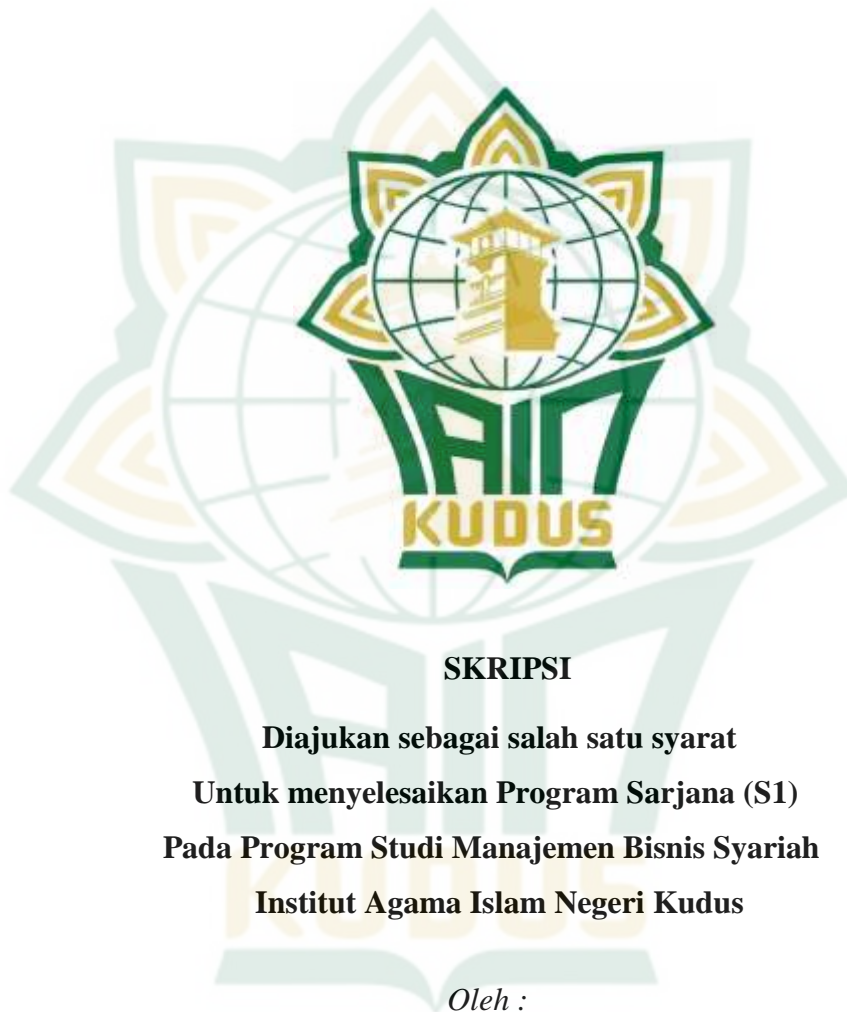 IAIN
KUDUS
SKRIPSI
Diajukan sebagai salah satu syarat
Untuk menyelesaikan Program Sarjana (S1)
Pada Program Studi Manajemen Bisnis Syariah
Institut Agama Islam Negeri Kudus
Oleh :